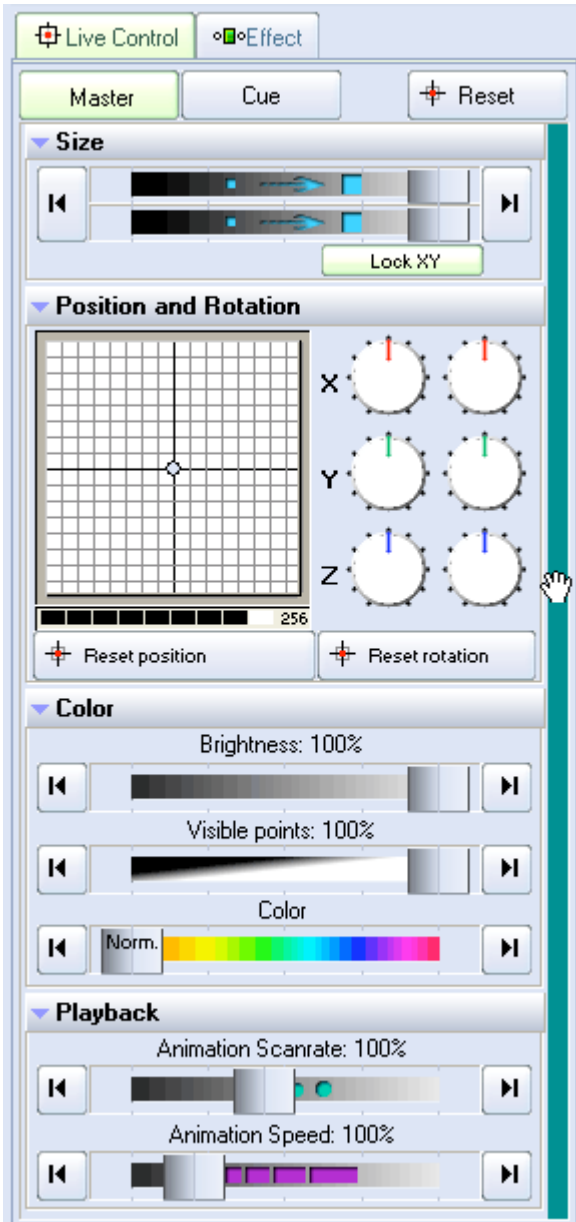 Live Control Effect
Master Cue Reset
Size
Lock XY
Position and Rotation
X
Y
Z
256
Reset position Reset rotation
Color
Brightness: 100%
Visible points: 100%
Color
Norm.
Playback
Animation Scanrate: 100%
Animation Speed: 100%